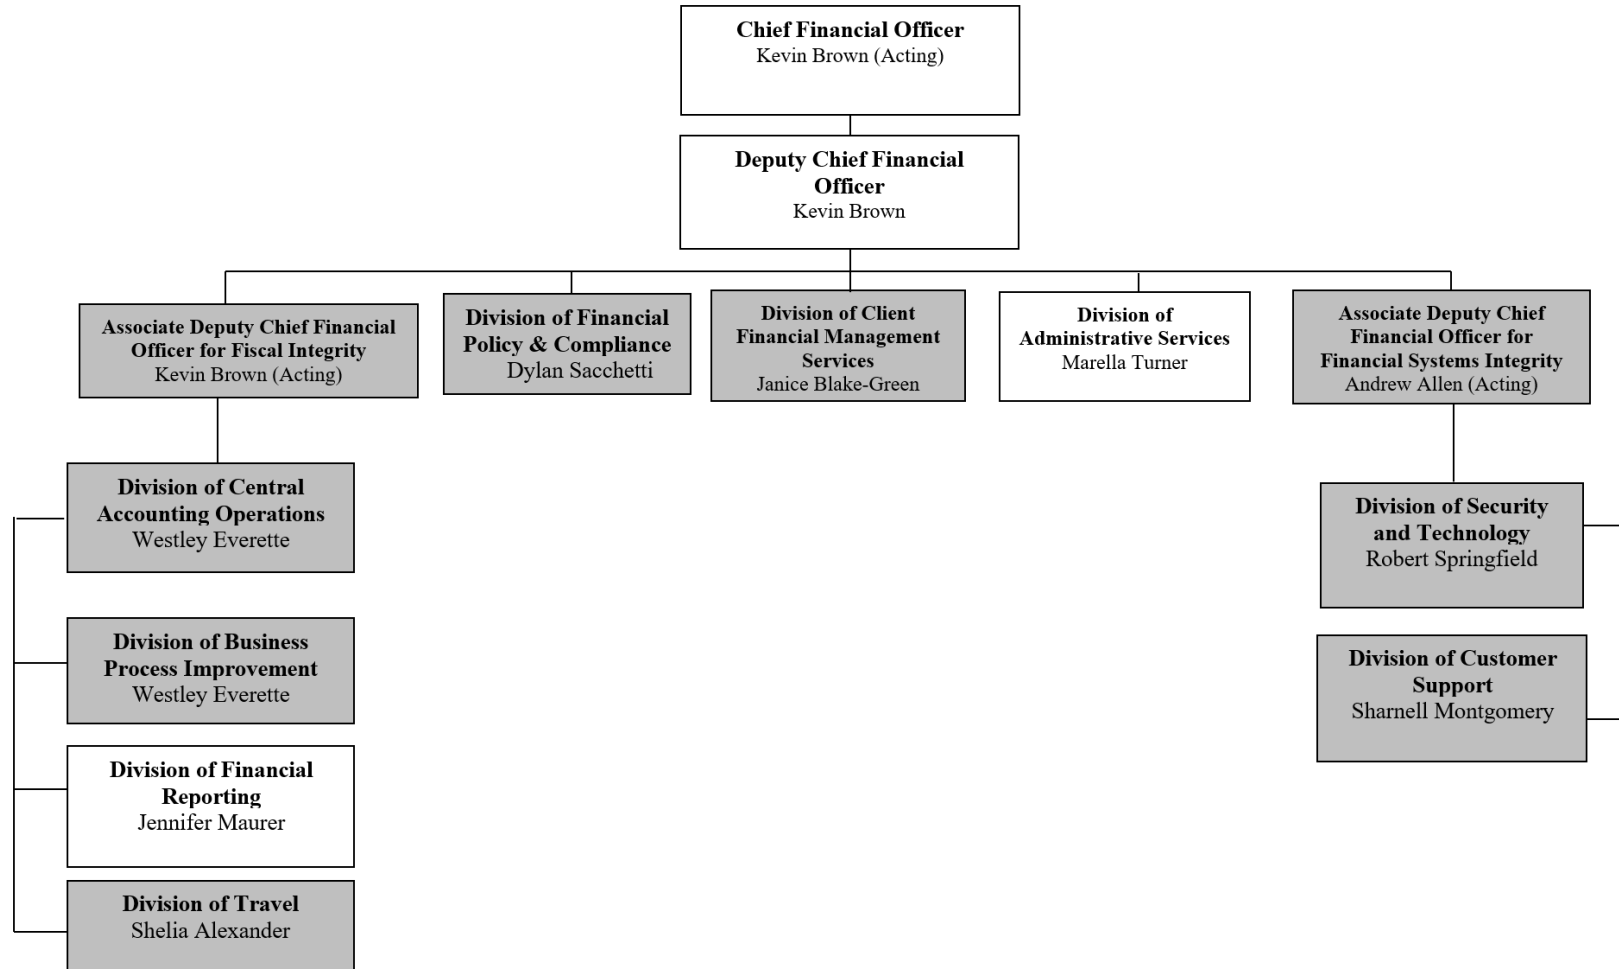 Chief Financial Officer
Kevin Brown (Acting)
Deputy Chief Financial
Officer
Kevin Brown
Associate Deputy Chief Financial
Officer for Fiscal Integrity
Kevin Brown (Acting)
Division of Financial
Policy & Compliance
Dylan Sacchetti
Division of Client
Financial Management
Services
Janice Blake-Green
Division of
Administrative Services
Marella Turner
Associate Deputy Chief
Financial Officer for
Financial Systems Integrity
Andrew Allen (Acting)
Division of Central
Accounting Operations
Westley Everette
Division of Business
Process Improvement
Westley Everette
Division of Financial
Reporting
Jennifer Maurer
Division of Travel
Shelia Alexander
Division of Security
and Technology
Robert Springfield
Division of Customer
Support
Sharnell Montgomery